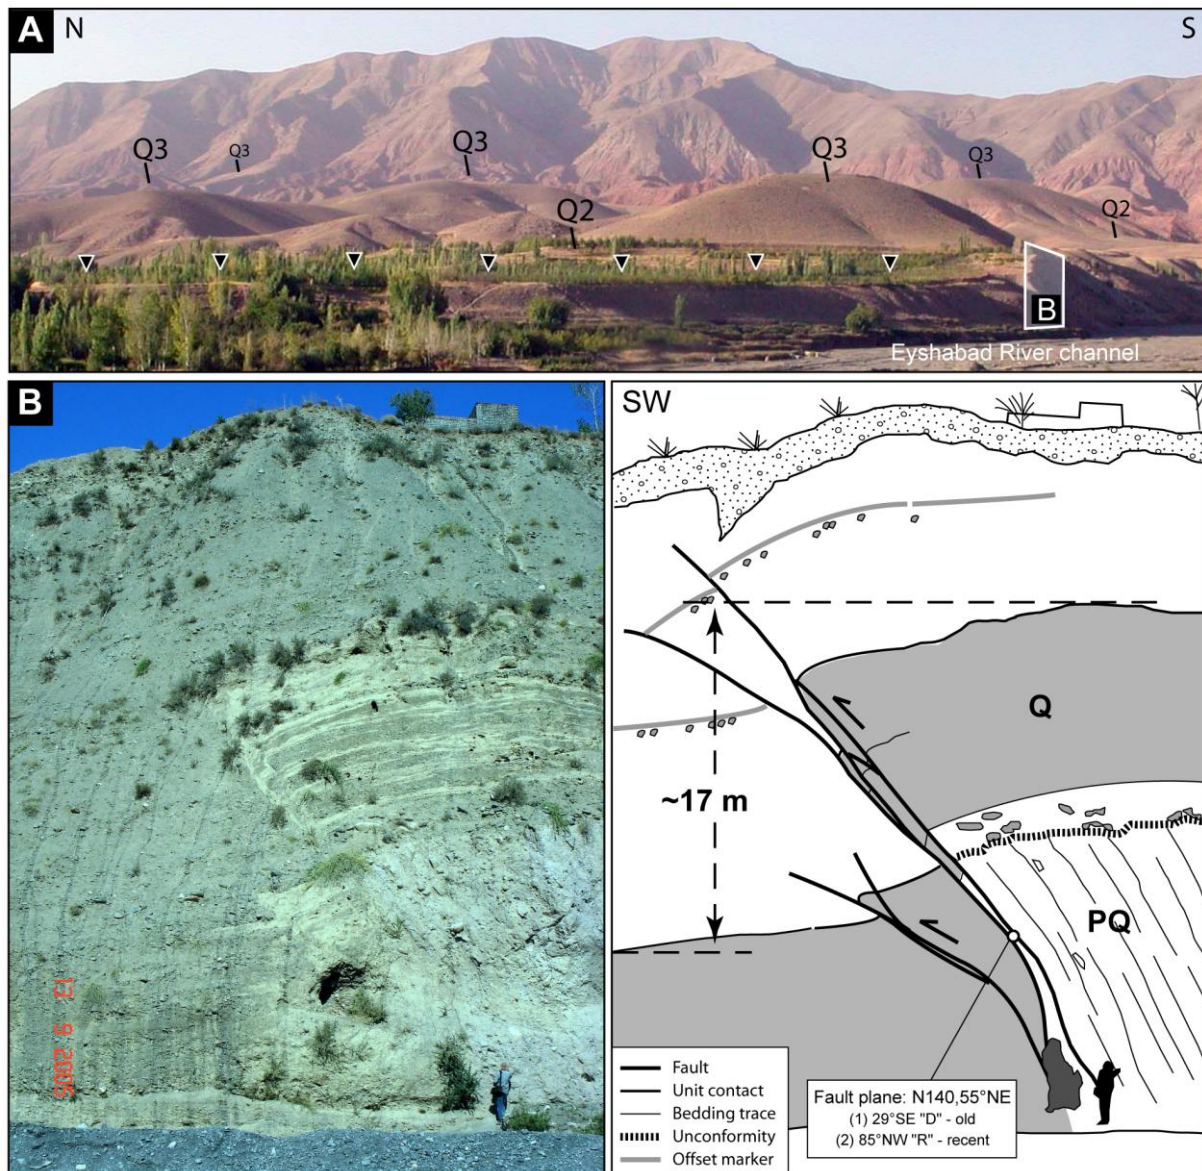 A
N
S
Q3
Q3
Q3
Q3
Q3
Q2
Q2
B
Eyshabad River channel
B
13 9 2005
SW
Q
~17 m
PQ
Fault
Unit contact
Bedding trace
Unconformity
Offset marker
Fault plane: N140,55°NE
(1) 29°SE "D" - old
(2) 85°NW "R" - recent